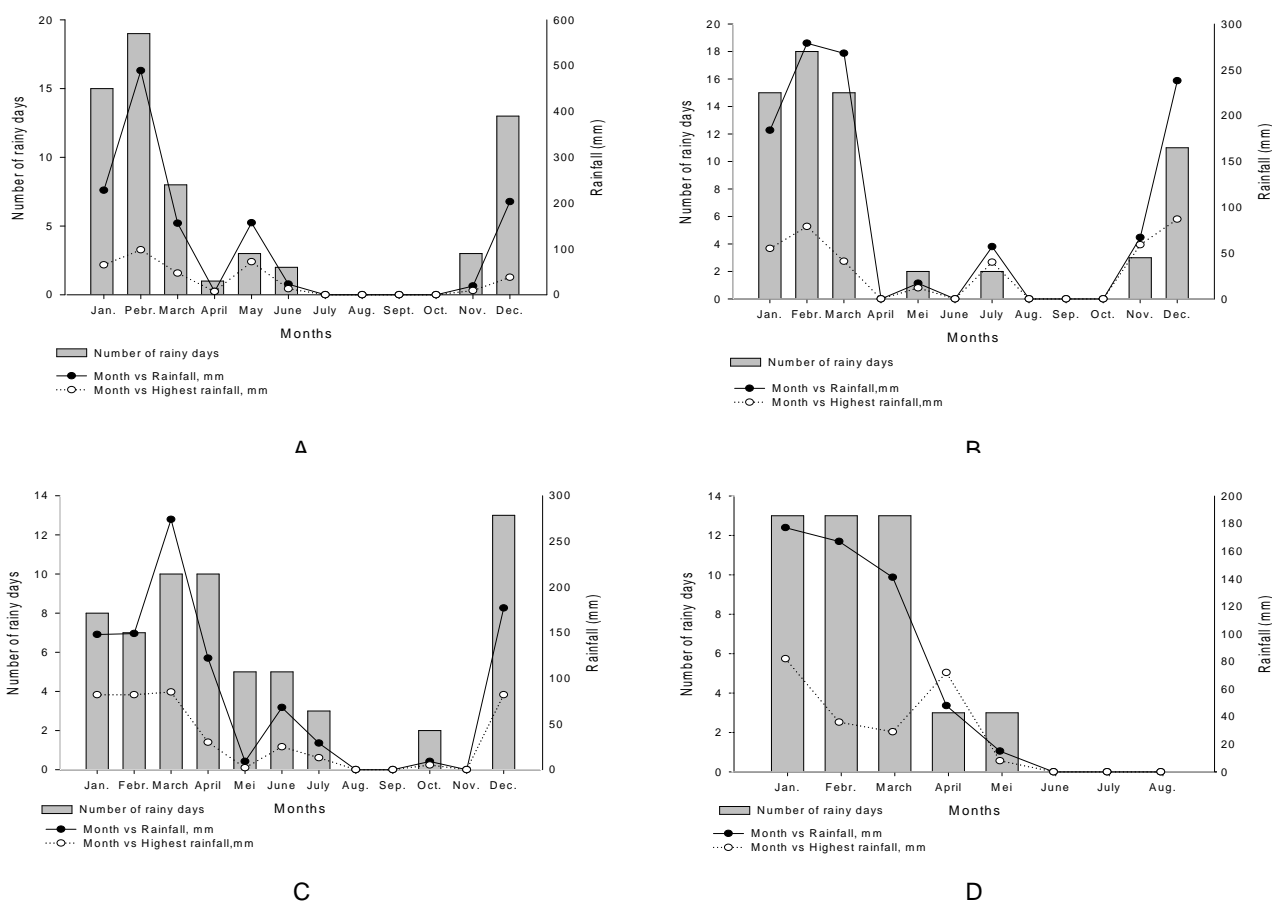 20
15
10
5
0
600
500
400
300
200
100
0
Number of rainy days
Rainfall (mm)
Jan. Pebr. March April May June July Aug. Sept. Oct. Nov. Dec.
Months
Number of rainy days
Month vs Rainfall, mm
Month vs Highest rainfall, mm
A
20
18
16
14
12
10
8
6
4
2
0
300
250
200
150
100
50
0
Number of rainy days
Rainfall (mm)
Jan. Febr. March April Mei June July Aug. Sep. Oct. Nov. Dec.
Months
Number of rainy days
Month vs Rainfall,mm
Month vs Highest rainfall,mm
B
14
12
10
8
6
4
2
0
300
250
200
150
100
50
0
Number of rainy days
Rainfall (mm)
Jan. Febr. March April Mei June July Aug. Sep. Oct. Nov. Dec.
Months
Number of rainy days
Month vs Rainfall, mm
Month vs Highest rainfall,mm
C
14
12
10
8
6
4
2
0
200
180
160
140
120
100
80
60
40
20
0
Number of rainy days
Rainfall (mm)
Jan. Febr. March April Mei June July Aug.
Months
Number of rainy days
Month vs Rainfall, mm
Month vs Highest rainfall, mm
D